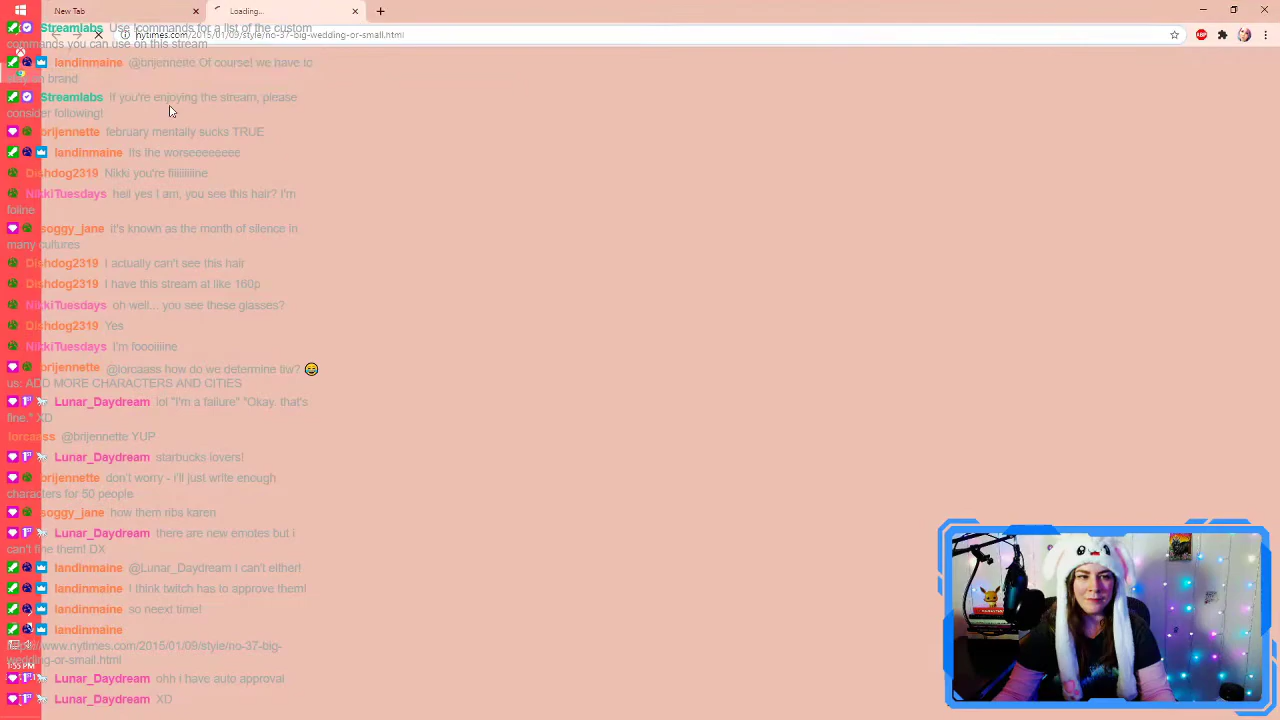 New Tab
Loading...
nytimes.com/2015/01/09/style/no-37-big-wedding-or-small.html
Streamlabs Use !commands for a list of the custom
commands you can use on this stream
landinmaine @brijennette Of course! we have to
brand
Streamlabs If you're enjoying the stream, please
consider following!
brijennette february mentally sucks TRUE
landinmaine Its the worseeeeeeee
Dishdog2319 Nikki you're fiiiiiiiiine
NikkiTuesdays hell yes I am, you see this hair? I'm
foiine
soggy_jane it's known as the month of silence in
many cultures
Dishdog2319 I actually can't see this hair
Dishdog2319 I have this stream at like 160p
NikkiTuesdays oh well... you see these glasses?
Dishdog2319 Yes
NikkiTuesdays I'm foooiiiine
brijennette @lorcaass how do we determine tiw? 😂
us: ADD MORE CHARACTERS AND CITIES
Lunar_Daydream lol "I'm a failure" "Okay. that's
fine." XD
lorcaass @brijennette YUP
Lunar_Daydream starbucks lovers!
brijennette don't worry - i'll just write enough
characters for 50 people
soggy_jane how them ribs karen
Lunar_Daydream there are new emotes but i
can't fine them! DX
landinmaine @Lunar_Daydream i can't either!
landinmaine I think twitch has to approve them!
landinmaine so neext time!
landinmaine
https://www.nytimes.com/2015/01/09/style/no-37-big-
wedding-or-small.html
1:55 PM
Lunar_Daydream ohh i have auto approval
Lunar_Daydream XD